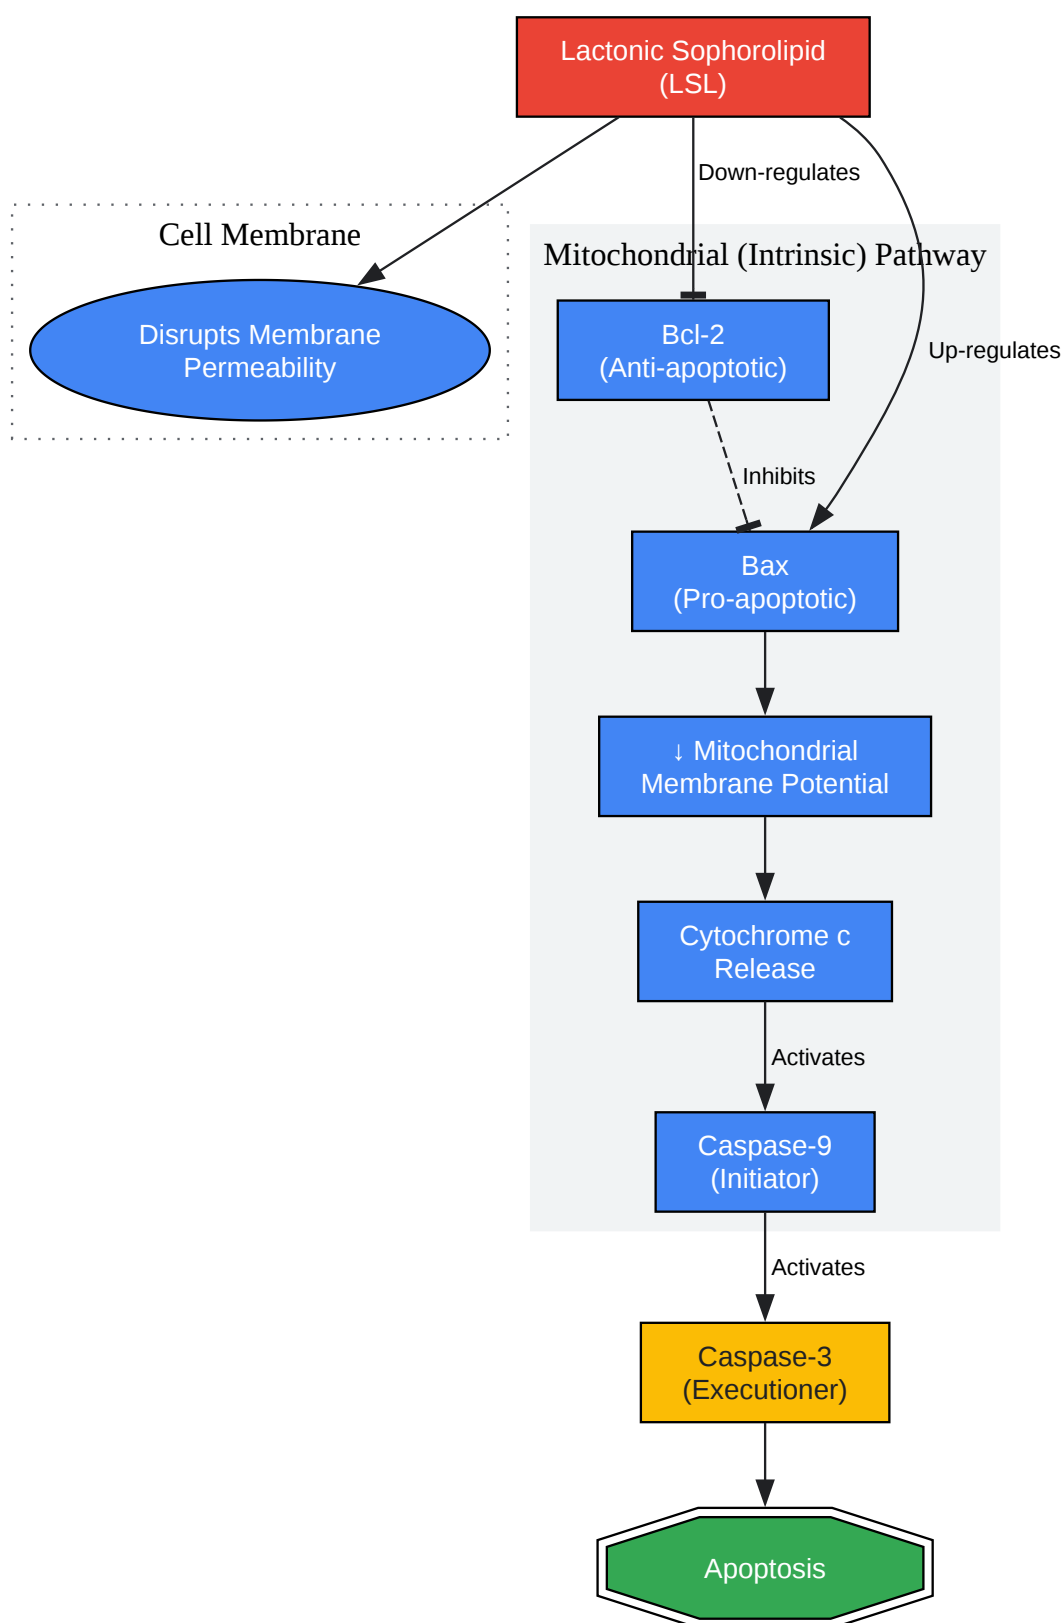 Lactonic Sophorolipid
(LSL)
Down-regulates
Cell Membrane
Mitochondrial (Intrinsic) Pathway
Disrupts Membrane
Permeability
Bcl-2
(Anti-apoptotic)
Up-regulates
Inhibits
Bax
(Pro-apoptotic)
↓ Mitochondrial
Membrane Potential
Cytochrome c
Release
Activates
Caspase-9
(Initiator)
Activates
Caspase-3
(Executioner)
Apoptosis